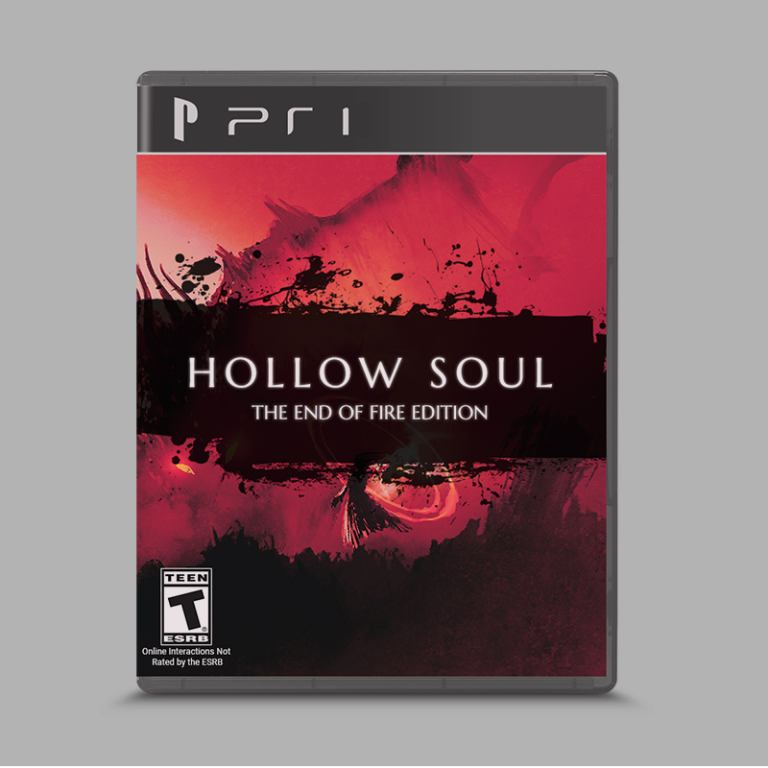 PRI
HOLLOW SOUL
THE END OF FIRE EDITION
TEEN
T
ESRB
Online Interactions Not
Rated by the ESRB